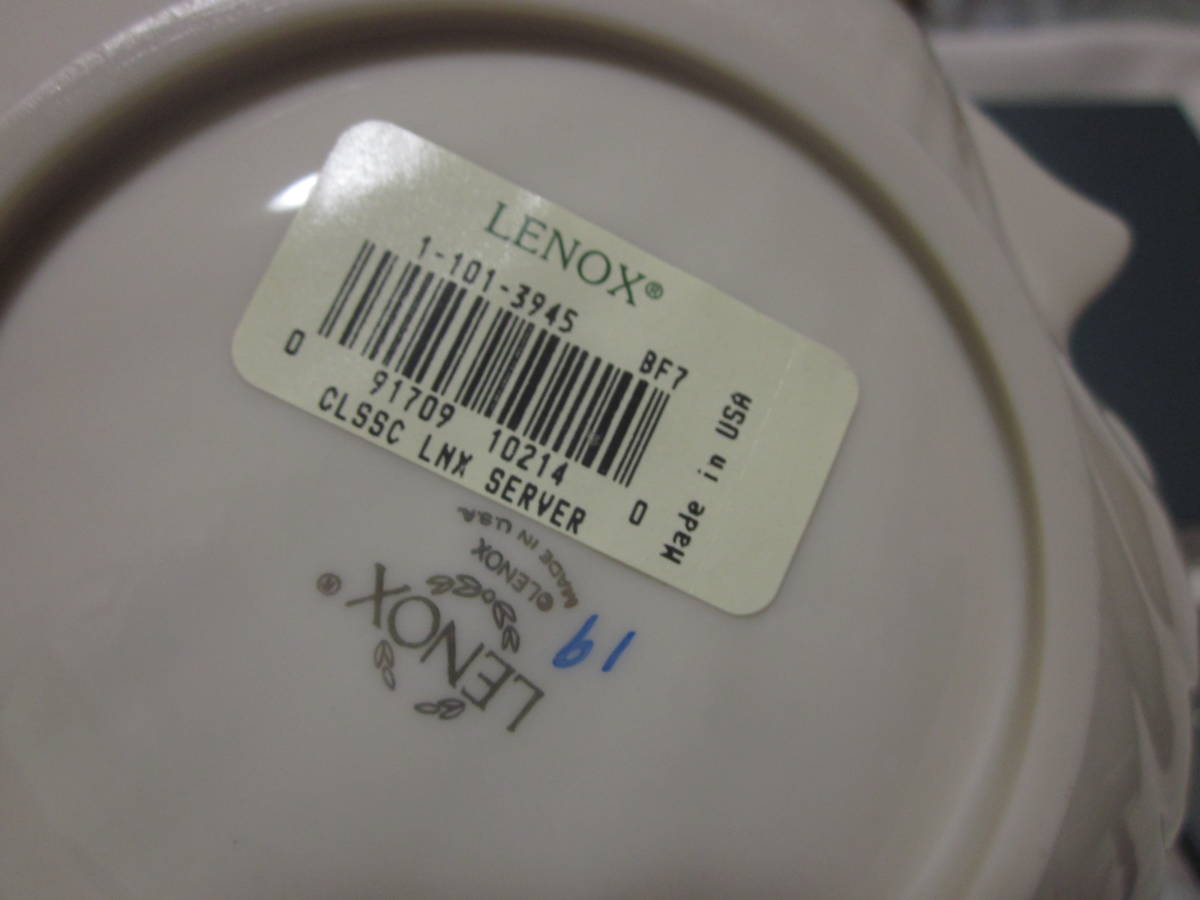 LENOX®
1-101-3945
BF7
0 91709 10214 0
CLSSC LNX SERVER
Made in USA
LENOX®
©LENOX
MADE IN U.S.A.
19